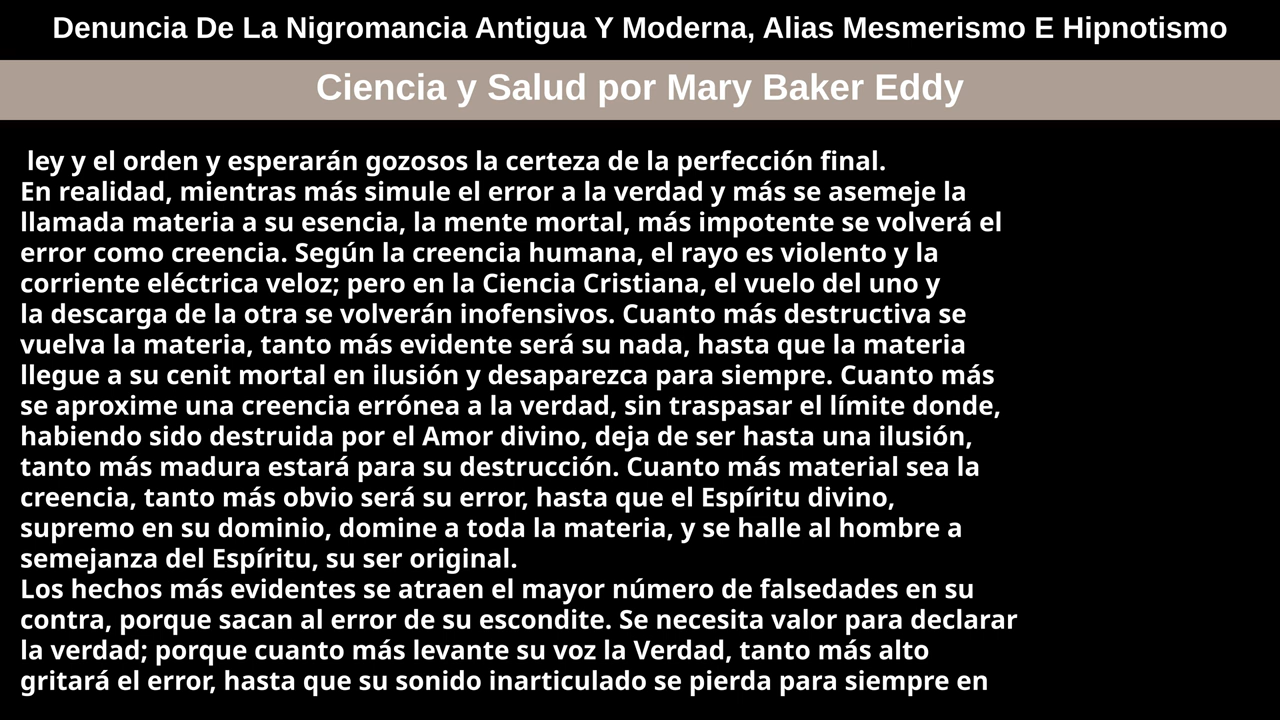 Denuncia De La Nigromancia Antigua Y Moderna, Alias Mesmerismo E Hipnotismo
Ciencia y Salud por Mary Baker Eddy
ley y el orden y esperarán gozosos la certeza de la perfección final.
En realidad, mientras más simule el error a la verdad y más se asemeje la
llamada materia a su esencia, la mente mortal, más impotente se volverá el
error como creencia. Según la creencia humana, el rayo es violento y la
corriente eléctrica veloz; pero en la Ciencia Cristiana, el vuelo del uno y
la descarga de la otra se volverán inofensivos. Cuanto más destructiva se
vuelva la materia, tanto más evidente será su nada, hasta que la materia
llegue a su cenit mortal en ilusión y desaparezca para siempre. Cuanto más
se aproxime una creencia errónea a la verdad, sin traspasar el límite donde,
habiendo sido destruida por el Amor divino, deja de ser hasta una ilusión,
tanto más madura estará para su destrucción. Cuanto más material sea la
creencia, tanto más obvio será su error, hasta que el Espíritu divino,
supremo en su dominio, domine a toda la materia, y se halle al hombre a
semejanza del Espíritu, su ser original.
Los hechos más evidentes se atraen el mayor número de falsedades en su
contra, porque sacan al error de su escondite. Se necesita valor para declarar
la verdad; porque cuanto más levante su voz la Verdad, tanto más alto
gritará el error, hasta que su sonido inarticulado se pierda para siempre en